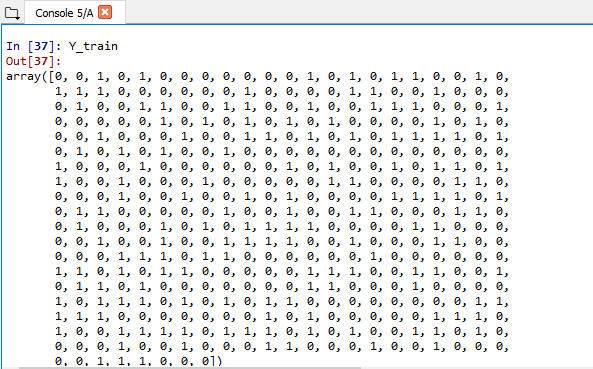 Console 5/A
In [37]: Y_train
Out[37]:
array([0, 0, 1, 0, 1, 0, 0, 0, 0, 0, 0, 0, 1, 0, 1, 0, 1, 1, 0, 0, 1, 0,
1, 1, 1, 0, 0, 0, 0, 0, 0, 1, 0, 0, 0, 1, 1, 0, 0, 1, 0, 0,
0, 1, 0, 0, 1, 1, 0, 0, 0, 1, 1, 0, 0, 1, 0, 0, 1, 1, 1, 0, 0, 0,
0, 0, 0, 0, 0, 1, 0, 1, 0, 1, 0, 1, 0, 1, 0, 0, 0, 0, 1, 0, 1, 0,
0, 0, 1, 0, 0, 0, 1, 0, 0, 1, 1, 0, 1, 0, 1, 0, 1, 1, 1, 1, 0, 1,
0, 1, 0, 1, 0, 1, 0, 0, 1, 0, 0, 0, 0, 0, 0, 0, 0, 0, 0, 0, 0, 0,
1, 0, 0, 0, 1, 0, 0, 0, 0, 0, 0, 1, 0, 1, 0, 0, 1, 0, 1, 1, 0, 1,
1, 0, 0, 1, 0, 0, 0, 1, 0, 0, 0, 0, 0, 1, 1, 0, 0, 0, 0, 1, 1, 0,
0, 0, 0, 1, 0, 0, 1, 0, 0, 1, 0, 1, 0, 0, 0, 0, 1, 1, 1, 1, 0, 1,
0, 1, 1, 0, 0, 0, 0, 0, 1, 0, 0, 1, 0, 0, 1, 1, 0, 0, 0, 1, 1, 0,
0, 1, 0, 0, 0, 1, 0, 1, 0, 1, 1, 1, 1, 0, 0, 0, 0, 1, 1, 0, 0, 0,
0, 0, 1, 0, 0, 1, 0, 0, 1, 1, 1, 1, 1, 0, 0, 1, 0, 0, 0, 1, 1, 0, 0,
0, 0, 0, 1, 1, 1, 0, 1, 1, 0, 0, 0, 0, 0, 0, 1, 0, 0, 0, 0, 0, 0,
1, 1, 0, 1, 0, 1, 1, 0, 0, 0, 0, 0, 1, 1, 1, 0, 1, 1, 0, 0, 1,
0, 1, 1, 0, 1, 0, 0, 0, 0, 0, 0, 1, 1, 0, 0, 0, 0, 1, 0, 0, 0,
1, 0, 1, 1, 1, 0, 1, 0, 1, 0, 1, 1, 0, 0, 0, 0, 0, 0, 0, 0, 1, 1,
1, 1, 1, 0, 0, 0, 0, 0, 0, 1, 0, 1, 0, 0, 0, 0, 0, 1, 1, 1, 0,
1, 0, 0, 1, 1, 1, 1, 0, 1, 1, 1, 0, 1, 0, 1, 0, 0, 1, 1, 0, 1, 0,
0, 0, 0, 1, 0, 0, 1, 0, 0, 0, 1, 1, 0, 0, 0, 1, 0, 0, 1, 0, 0, 0,
0, 0, 1, 1, 1, 0, 0, 0])